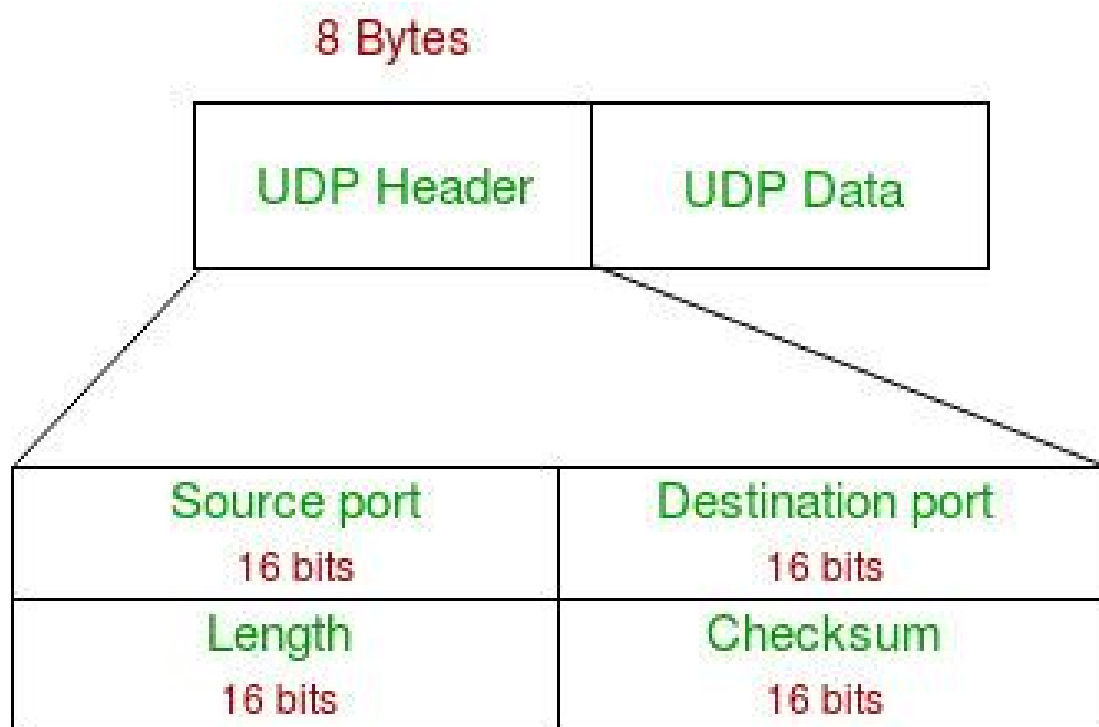 8 Bytes
UDP Header
UDP Data
Source port
16 bits
Destination port
16 bits
Length
16 bits
Checksum
16 bits